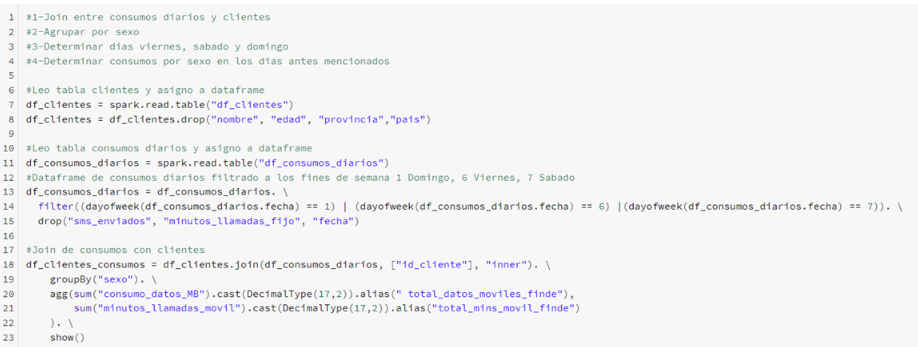 1 #1-Join entre consumos diarios y clientes
2 #2-Agrupar por sexo
3 #3-Determinar dias viernes, sabado y domingo
4 #4-Determinar consumos por sexo en los dias antes mencionados
5
6 #Leo tabla clientes y asigno a dataframe
7 df_clientes = spark.read.table("df_clientes")
8 df_clientes = df_clientes.drop("nombre", "edad", "provincia","pais")
9
10 #Leo tabla consumos diarios y asigno a dataframe
11 df_consumos_diarios = spark.read.table("df_consumos_diarios")
12 #Dataframe de consumos diarios filtrado a los fines de semana 1 Domingo, 6 Viernes, 7 Sabado
13 df_consumos_diarios = df_consumos_diarios. \
14 filter((dayofweek(df_consumos_diarios.fecha) == 1) | (dayofweek(df_consumos_diarios.fecha) == 6) |(dayofweek(df_consumos_diarios.fecha) == 7)). \
15 drop("sms_enviados", "minutos_llamadas_fijo", "fecha")
16
17 #Join de consumos con clientes
18 df_clientes_consumos = df_clientes.join(df_consumos_diarios, ["id_cliente"], "inner"). \
19 groupBy("sexo"). \
20 agg(sum("consumo_datos_MB").cast(DecimalType(17,2)).alias(" total_datos_moviles_finde"),
21 sum("minutos_llamadas_movil").cast(DecimalType(17,2)).alias("total_mins_movil_finde")
22 ). \
23 show()